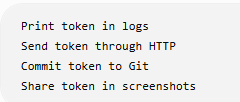 Print token in logs
Send token through HTTP
Commit token to Git
Share token in screenshots